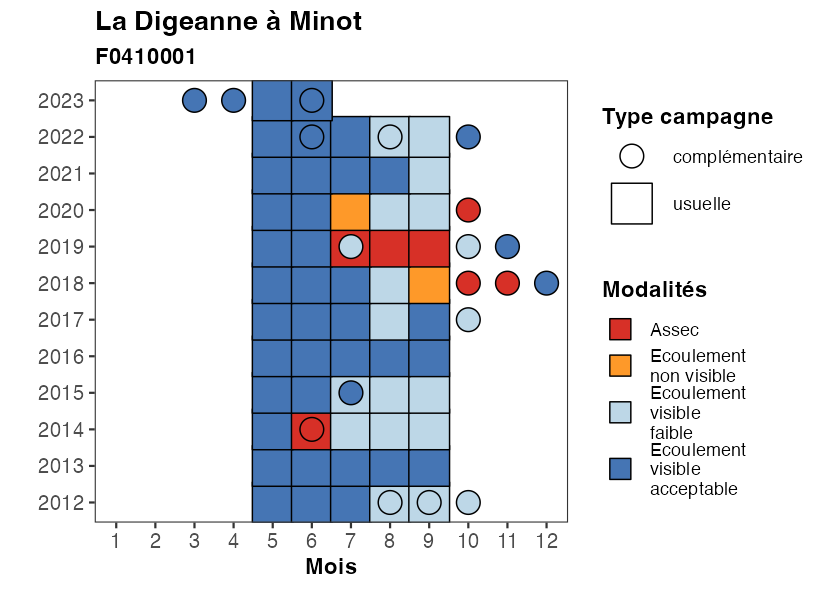 La Digeanne à Minot
F0410001
2023
2022
2021
2020
2019
2018
2017
2016
2015
2014
2013
2012
1 2 3 4 5 6 7 8 9 10 11 12
Mois
Type campagne
complémentaire
usuelle
Modalités
Assec
Ecoulement
non visible
Ecoulement
visible
faible
Ecoulement
visible
acceptable